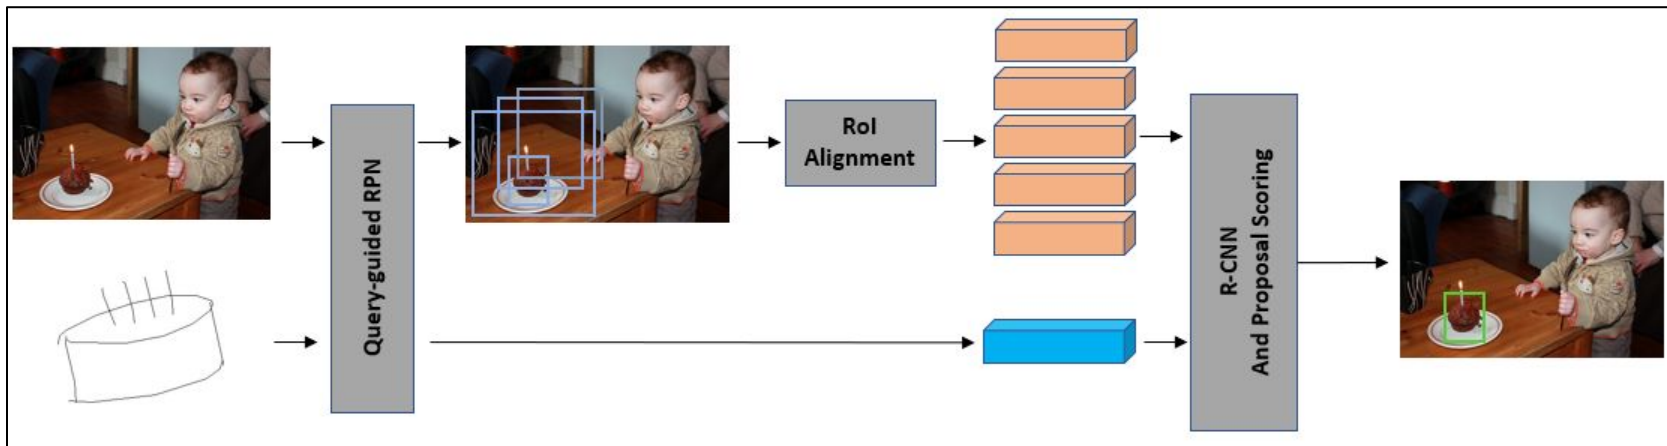 Query-guided RPN
RoI
Alignment
R-CNN
And Proposal Scoring